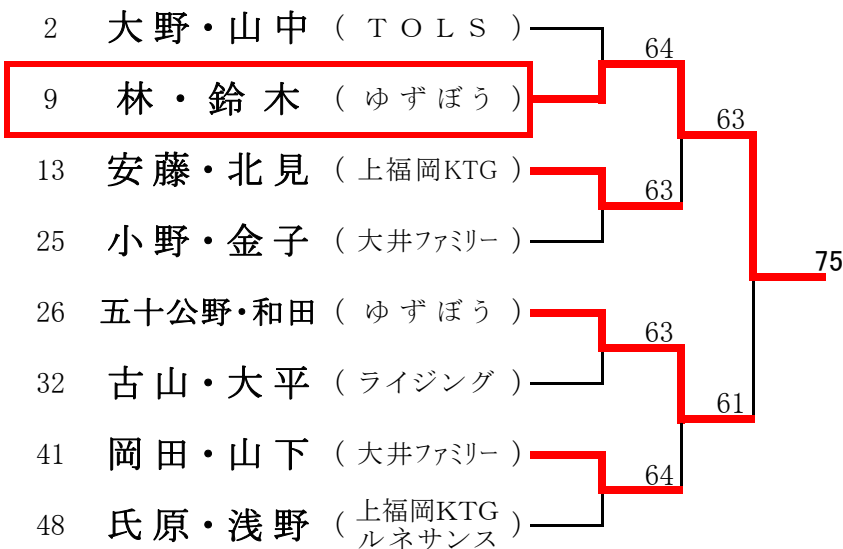 2 大野・山中 ( TOLS )
64
9 林・鈴木 ( ゆずぼう )
63
13 安藤・北見 ( 上福岡KTG )
63
25 小野・金子 ( 大井ファミリー )
75
26 五十公野・和田 ( ゆずぼう )
63
32 古山・大平 ( ライジング )
61
41 岡田・山下 ( 大井ファミリー )
64
48 氏原・浅野 ( 上福岡KTG
ルネサンス )